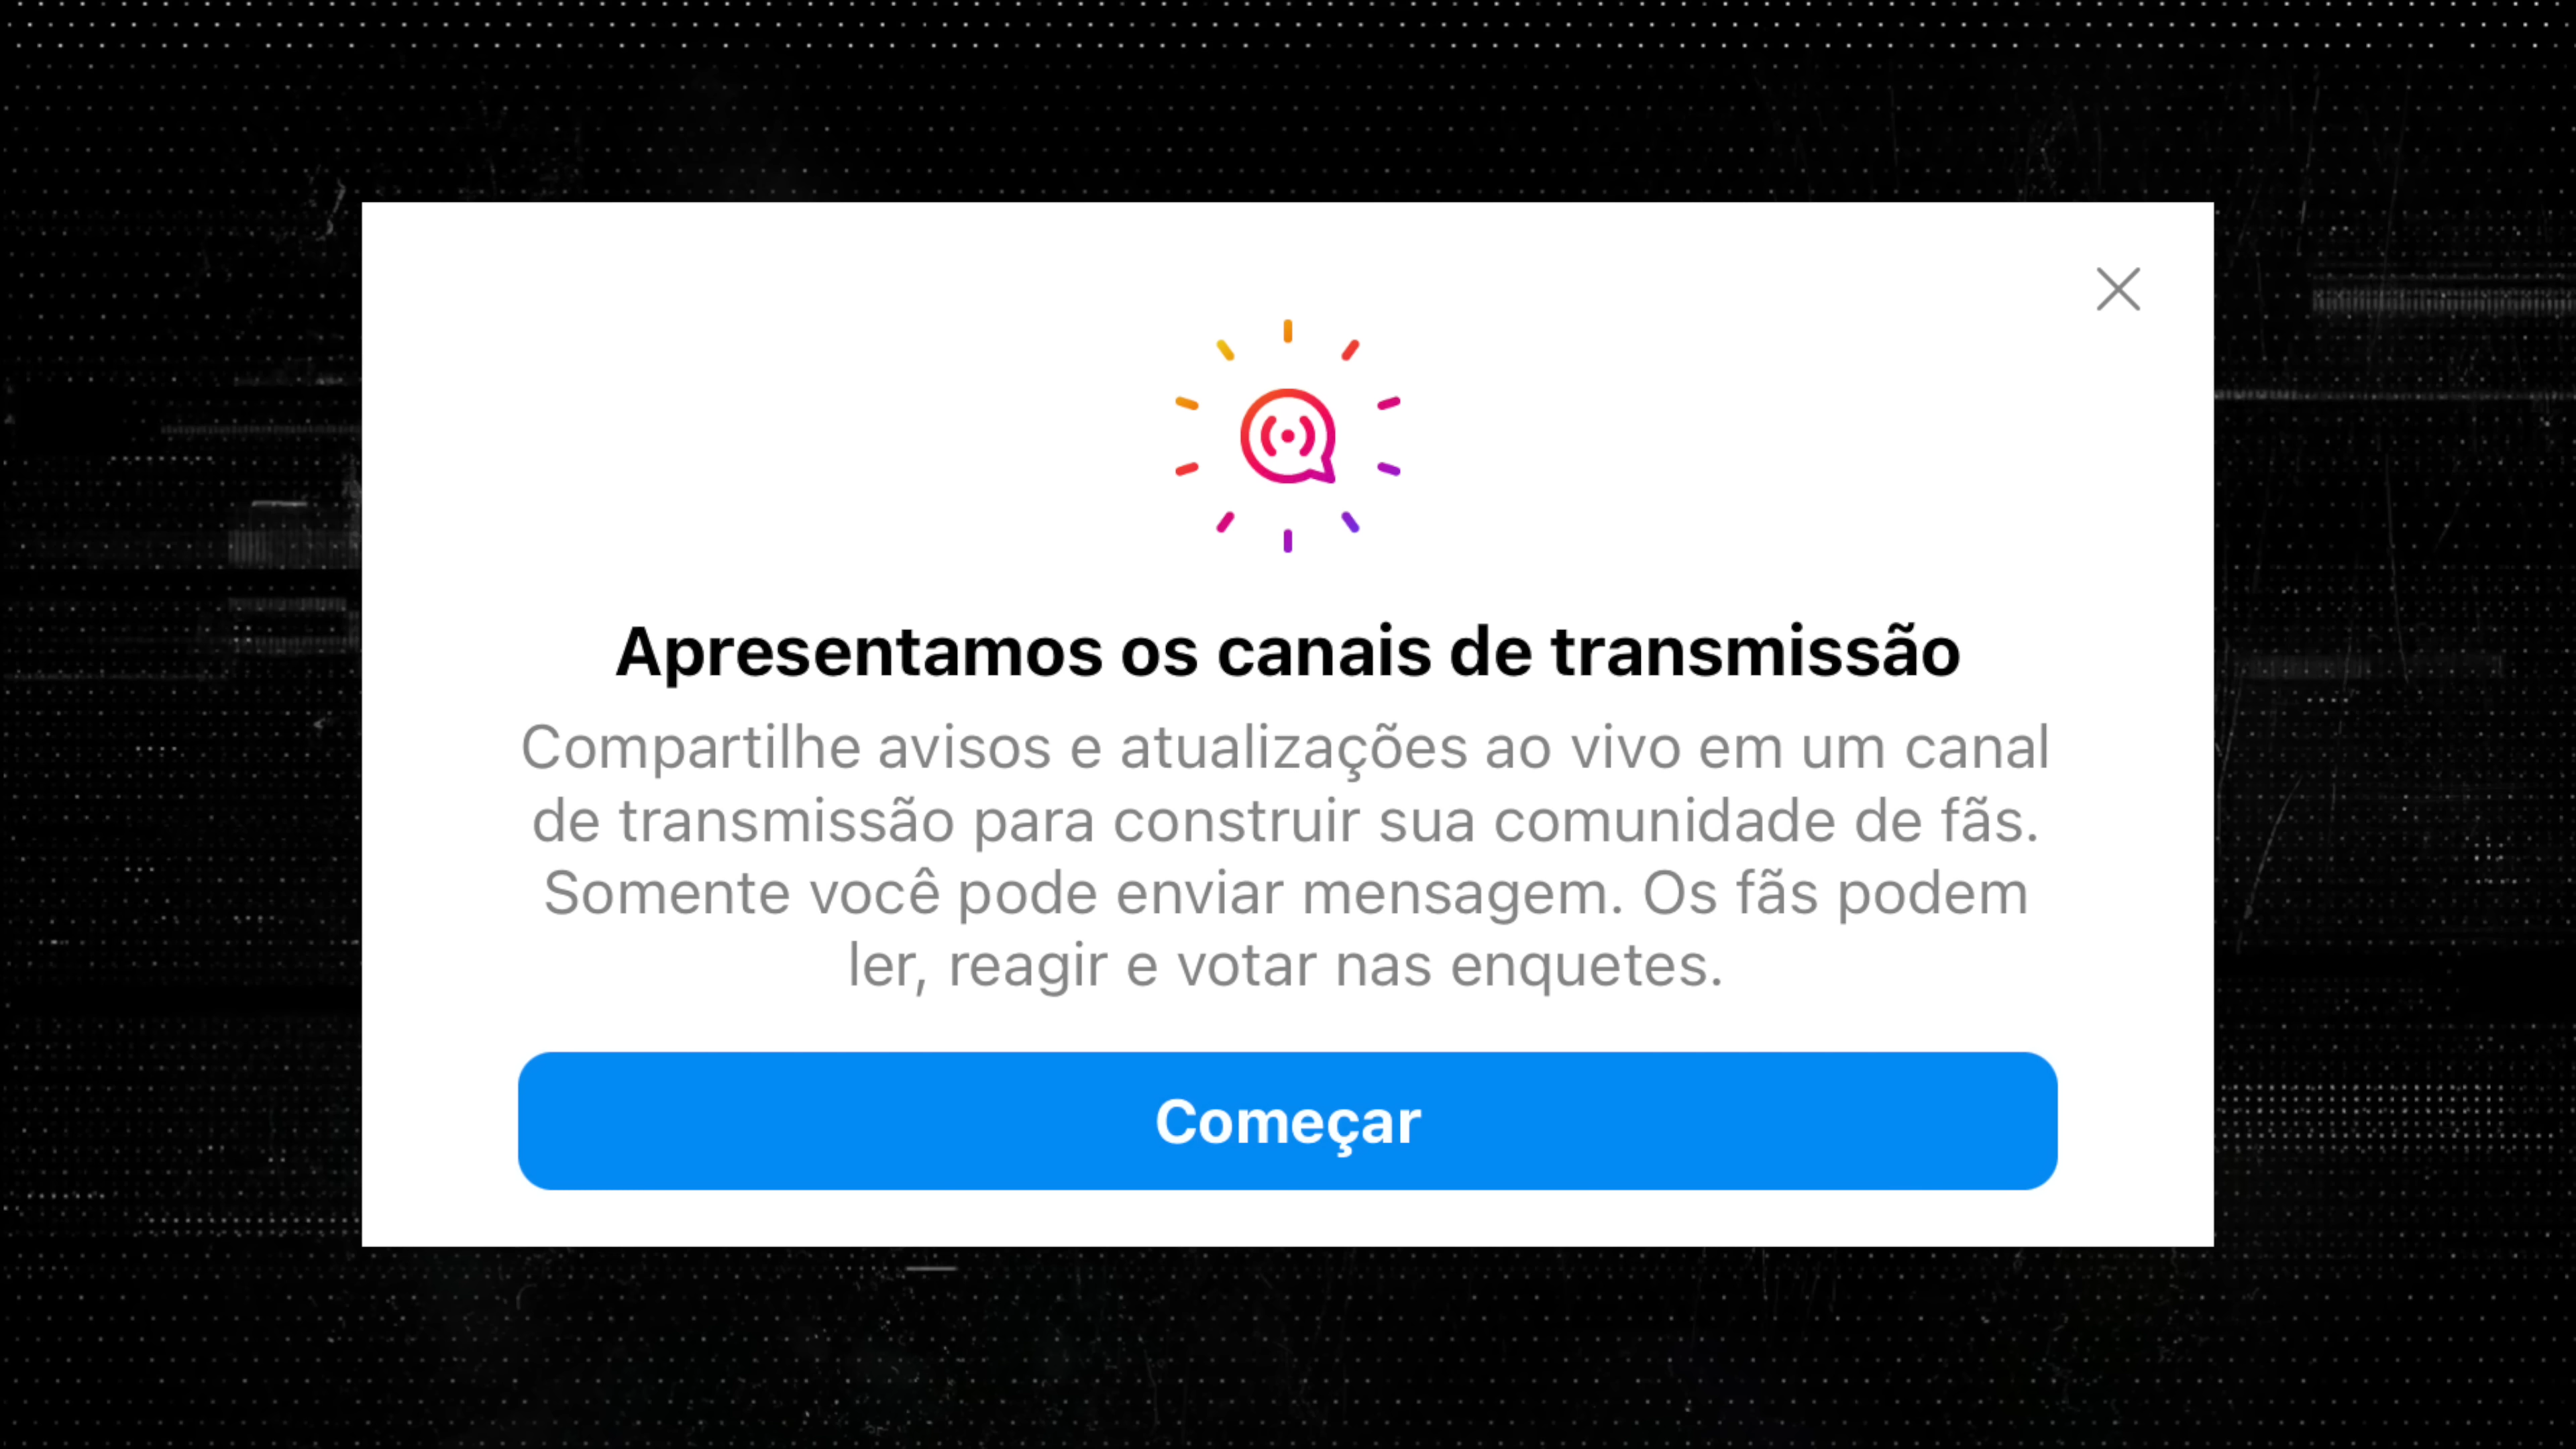 Apresentamos os canais de transmissão
Compartilhe avisos e atualizações ao vivo em um canal
de transmissão para construir sua comunidade de fãs.
Somente você pode enviar mensagem. Os fãs podem
ler, reagir e votar nas enquetes.
Começar